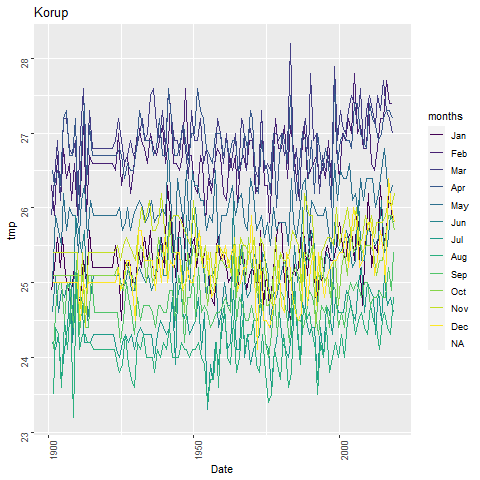 Korup
28
27
26
25
24
23
tmp
1900
1950
2000
Date
months
Jan
Feb
Mar
Apr
May
Jun
Jul
Aug
Sep
Oct
Nov
Dec
NA